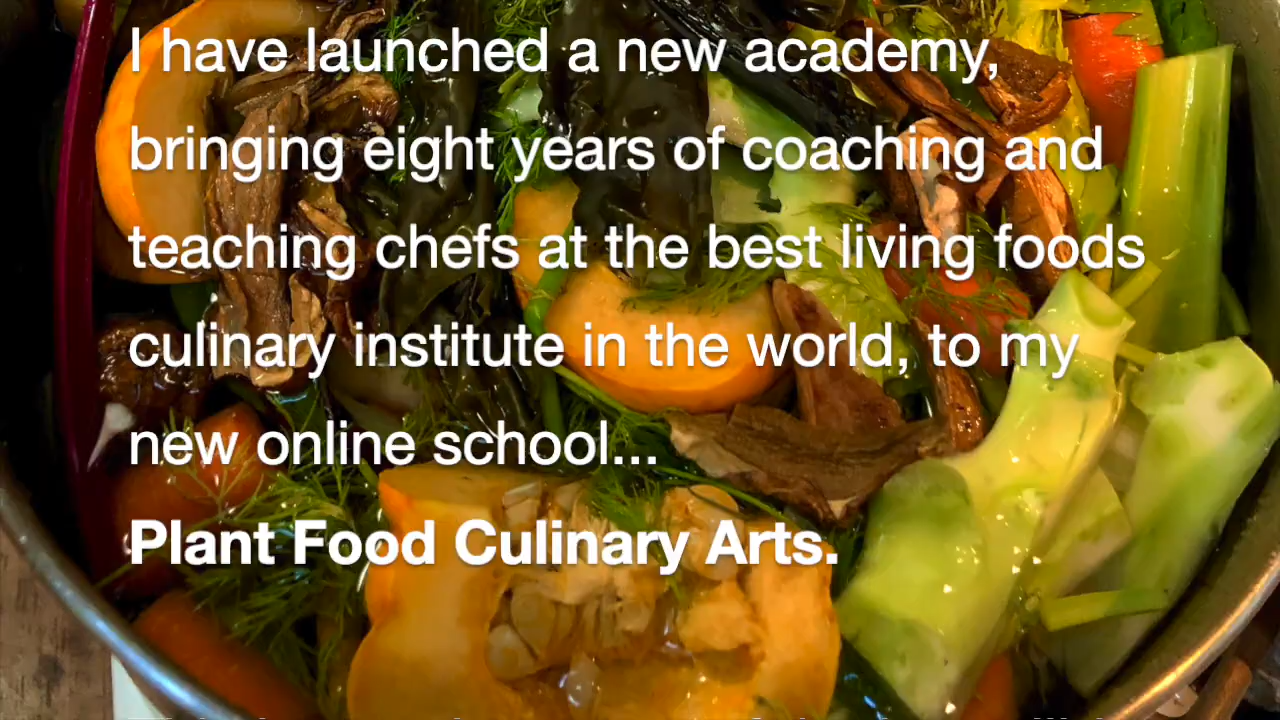 I have launched a new academy,
bringing eight years of coaching and
teaching chefs at the best living foods
culinary institute in the world, to my
new online school...
Plant Food Culinary Arts.